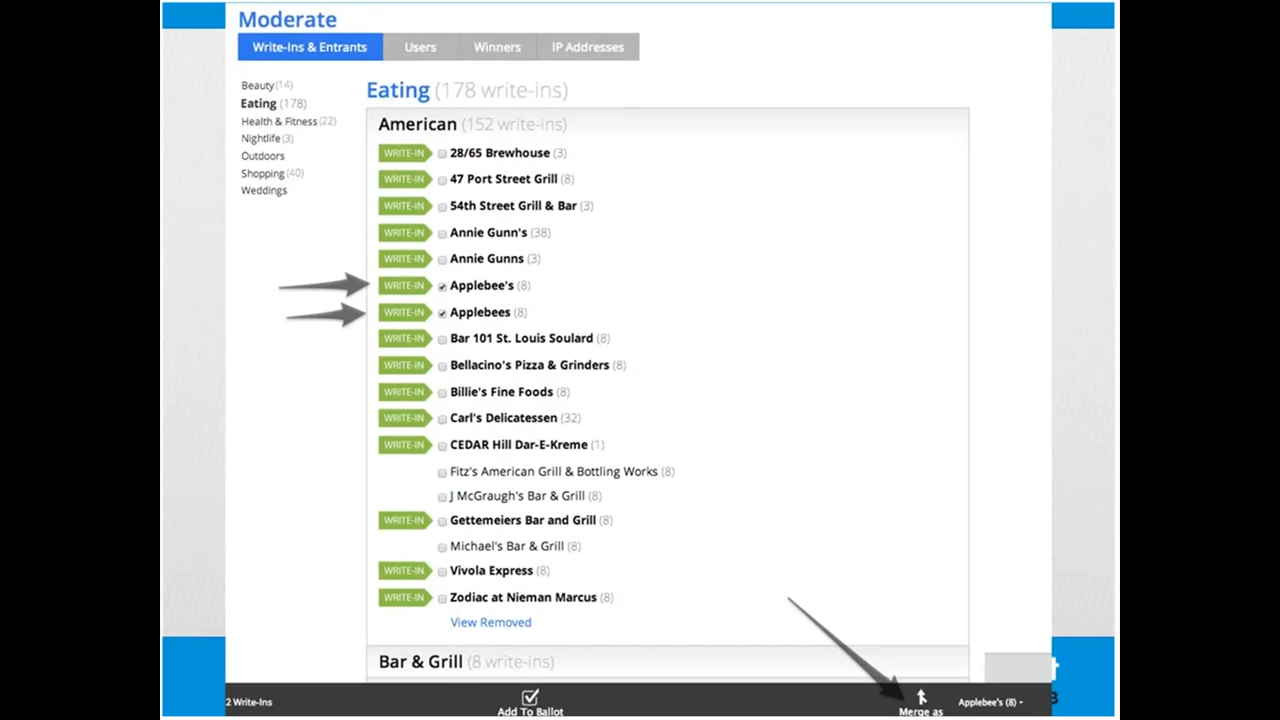 Moderate
Write-Ins & Entrants Users Winners IP Addresses
Beauty (14)
Eating (178)
Health & Fitness (22)
Nightlife (3)
Outdoors
Shopping (40)
Weddings
Eating (178 write-ins)
American (152 write-ins)
WRITE-IN 28/65 Brewhouse (3)
WRITE-IN 47 Port Street Grill (8)
WRITE-IN 54th Street Grill & Bar (3)
WRITE-IN Annie Gunn's (38)
WRITE-IN Annie Gunns (3)
WRITE-IN Applebee's (8)
WRITE-IN Applebees (8)
WRITE-IN Bar 101 St. Louis Soulard (8)
WRITE-IN Bellacino's Pizza & Grinders (8)
WRITE-IN Billie's Fine Foods (8)
WRITE-IN Carl's Delicatessen (32)
WRITE-IN CEDAR Hill Dar-E-Kreme (1)
Fitz's American Grill & Bottling Works (8)
J McGraugh's Bar & Grill (8)
WRITE-IN Gettemeiers Bar and Grill (8)
Michael's Bar & Grill (8)
WRITE-IN Vivola Express (8)
WRITE-IN Zodiac at Nieman Marcus (8)
View Removed
Bar & Grill (8 write-ins)
2 Write-Ins Add To Ballot Merge as Applebee's (8)